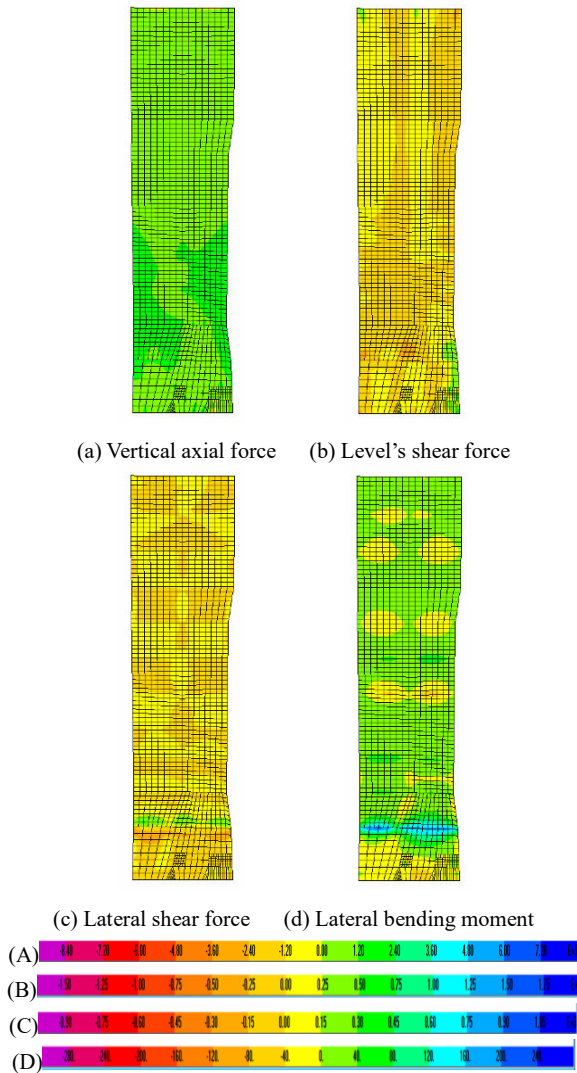 (a) Vertical axial force (b) Level's shear force
(c) Lateral shear force (d) Lateral bending moment
(A) -8.40 -7.20 -6.00 -4.80 -3.60 -2.40 -1.20 0.00 1.20 2.40 3.60 4.80 6.00
(B) -1.50 -1.25 -1.00 -0.75 -0.50 -0.25 0.00 0.25 0.50 0.75 1.00 1.25 1.50
(C) -0.90 -0.75 -0.60 -0.45 -0.30 -0.15 0.00 0.15 0.30 0.45 0.60 0.75 0.90 1.05
(D) -280. -240. -200. -160. -120. -80. -40. 0. 40. 80. 120. 160. 200. 240.